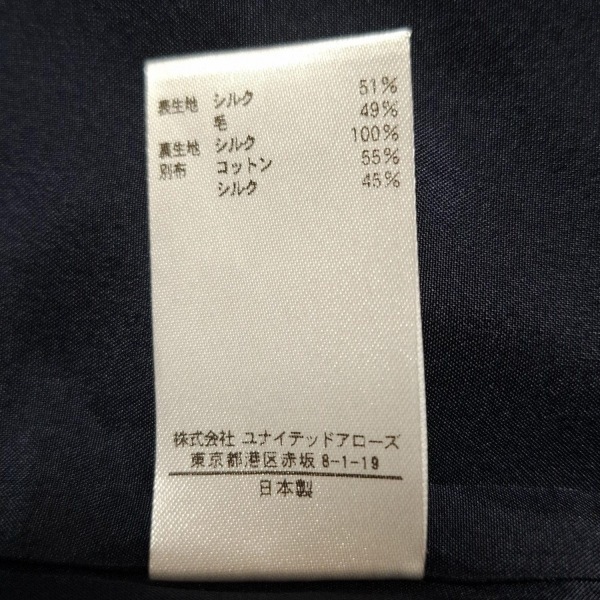 表生地 シルク 51%
毛 49%
裏生地 シルク 100%
別布 コットン 55%
シルク 45%
株式会社 ユナイテッドアローズ
東京都港区赤坂 8-1-19
日本製